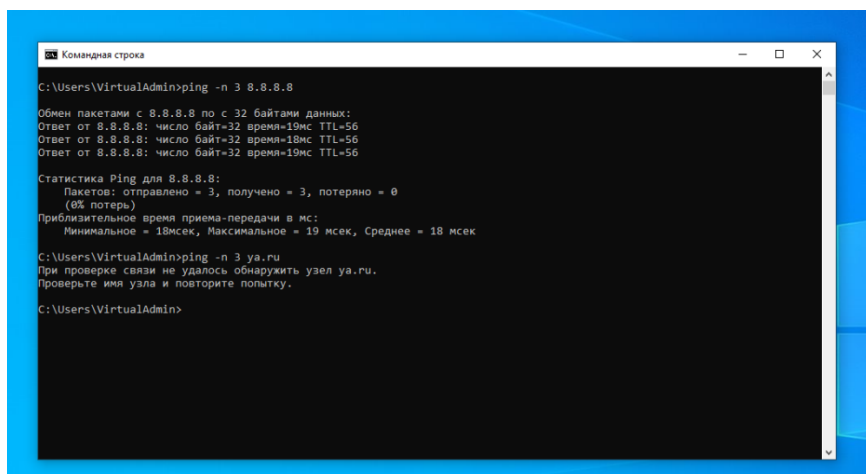 Командная строка
C:\Users\VirtualAdmin>ping -n 3 8.8.8.8
Обмен пакетами с 8.8.8.8 по с 32 байтами данных:
Ответ от 8.8.8.8: число байт=32 время=19мс TTL=56
Ответ от 8.8.8.8: число байт=32 время=18мс TTL=56
Ответ от 8.8.8.8: число байт=32 время=19мс TTL=56
Статистика Ping для 8.8.8.8:
Пакетов: отправлено = 3, получено = 3, потеряно = 0
(0% потерь)
Приблизительное время приема-передачи в мс:
Минимальное = 18мсек, Максимальное = 19 мсек, Среднее = 18 мсек
C:\Users\VirtualAdmin>ping -n 3 ya.ru
При проверке связи не удалось обнаружить узел ya.ru.
Проверьте имя узла и повторите попытку.
C:\Users\VirtualAdmin>